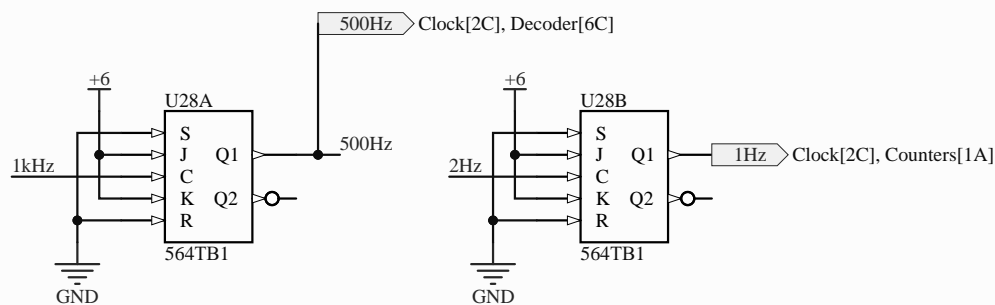 500Hz Clock[2C], Decoder[6C]
+6
U28A
S
J Q1
C
K Q2
R
1kHz
500Hz
564TB1
GND
+6
U28B
S
J Q1
C
K Q2
R
2Hz
1Hz Clock[2C], Counters[1A]
564TB1
GND